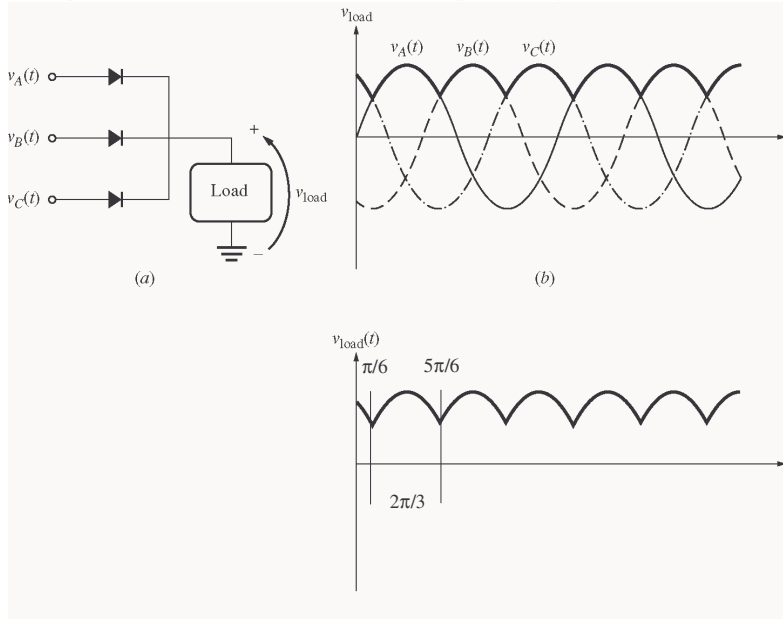 v_A(t)
v_B(t)
v_C(t)
+
Load
v_load
–
(a)
v_load
v_A(t) v_B(t) v_C(t)
(b)
v_load(t)
π/6 5π/6
2π/3